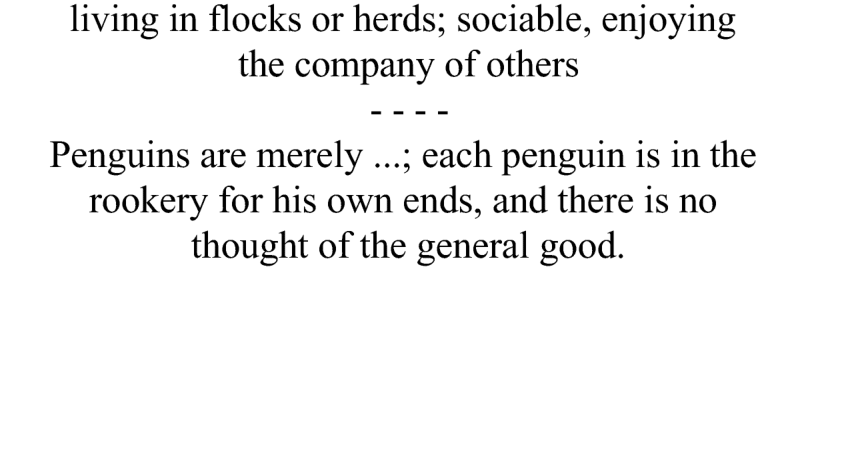 living in flocks or herds; sociable, enjoying
the company of others
- - - -
Penguins are merely ...; each penguin is in the
rookery for his own ends, and there is no
thought of the general good.